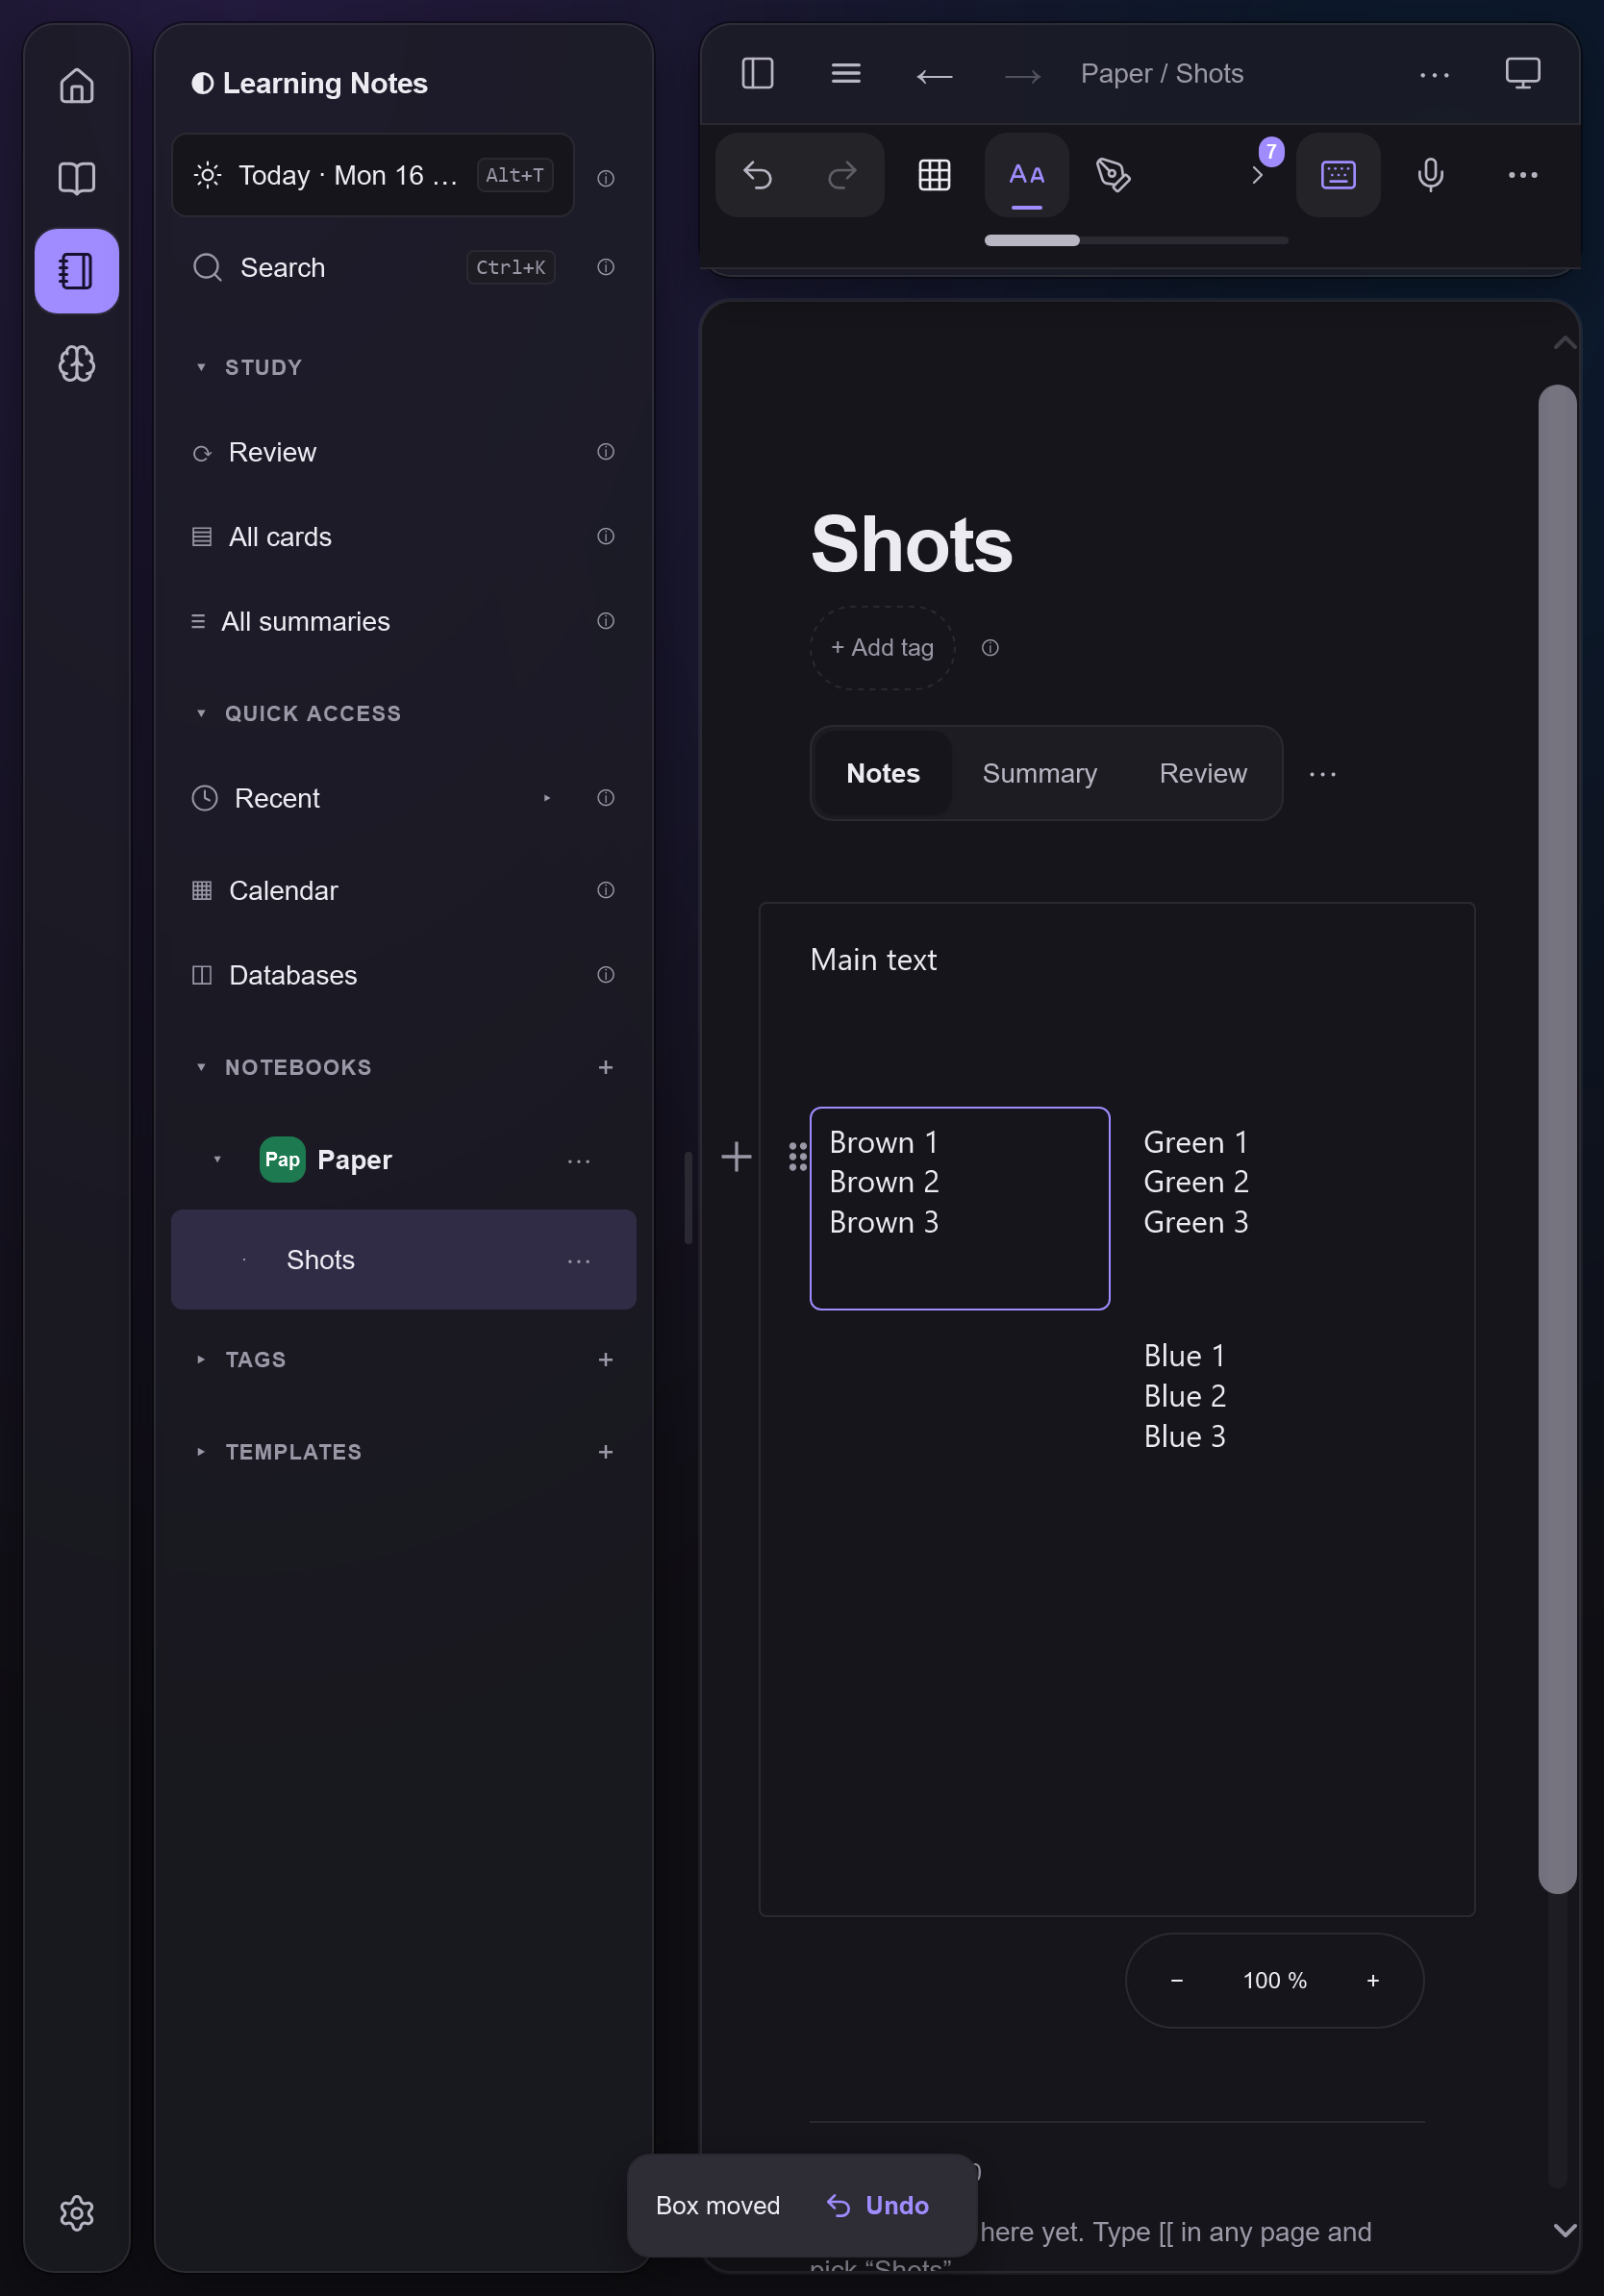 Learning Notes
Today · Mon 16 … Alt+T
Search Ctrl+K
STUDY
Review
All cards
All summaries
QUICK ACCESS
Recent
Calendar
Databases
NOTEBOOKS
Pap Paper
Shots
TAGS
TEMPLATES
Paper / Shots
7
Shots
+ Add tag
Notes Summary Review
Main text
Brown 1
Brown 2
Brown 3
Green 1
Green 2
Green 3
Blue 1
Blue 2
Blue 3
− 100 % +
Box moved Undo
here yet. Type [[ in any page and
pick “Shots”